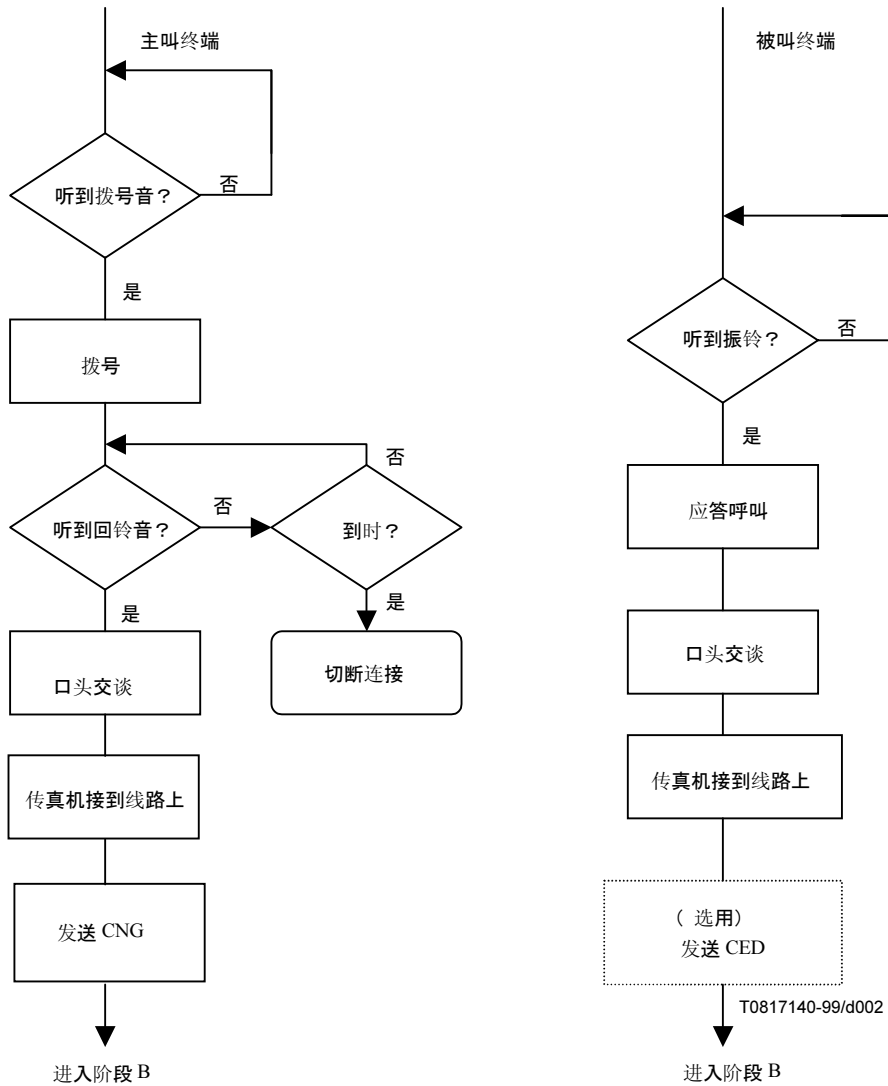 主叫终端
听到拨号音？
否
是
拨号
否
听到回铃音？
否
到时？
是
是
口头交谈
切断连接
传真机接到线路上
发送 CNG
进入阶段 B
被叫终端
听到振铃？
否
是
应答呼叫
口头交谈
传真机接到线路上
（ 选用）
发送 CED
T0817140-99/d002
进入阶段 B